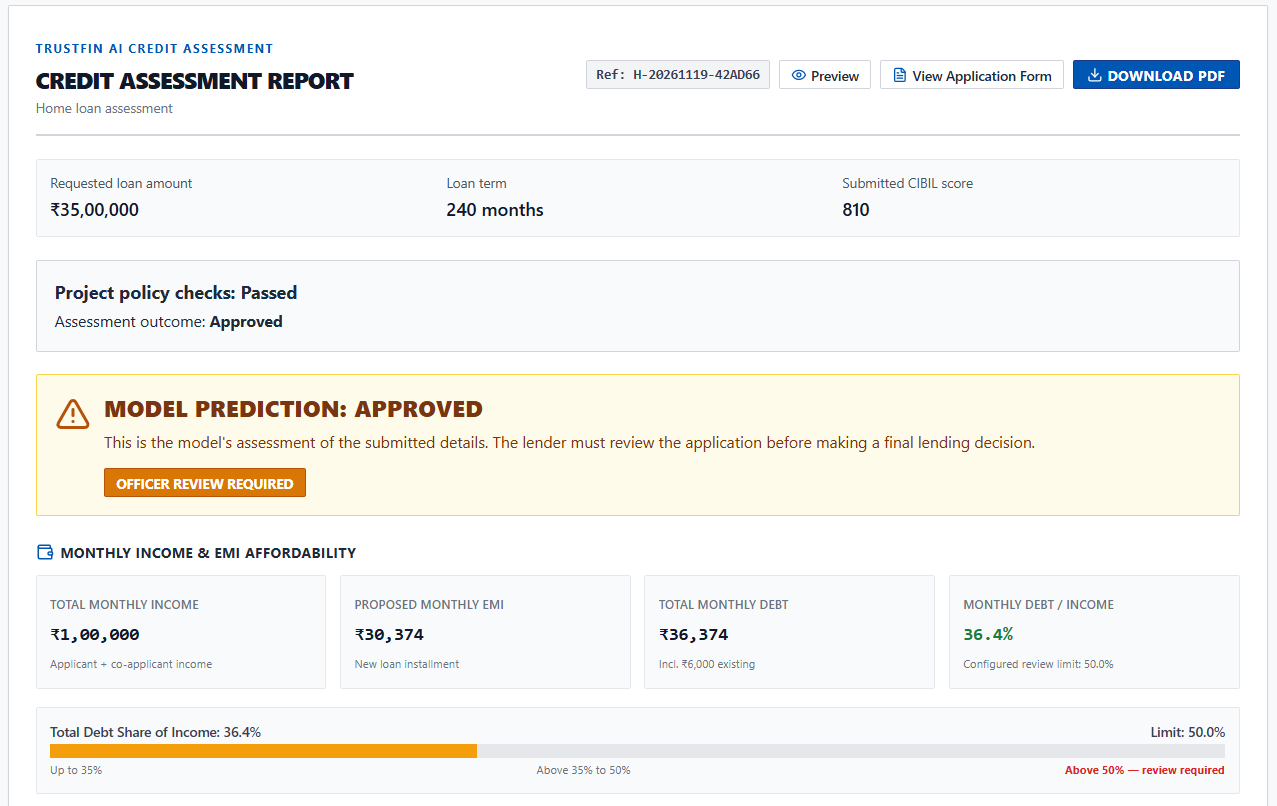 TRUSTFIN AI CREDIT ASSESSMENT
CREDIT ASSESSMENT REPORT
Home loan assessment
Ref: H-20261119-42AD66
Preview
View Application Form
DOWNLOAD PDF
Requested loan amount
₹35,00,000
Loan term
240 months
Submitted CIBIL score
810
Project policy checks: Passed
Assessment outcome: Approved
MODEL PREDICTION: APPROVED
This is the model's assessment of the submitted details. The lender must review the application before making a final lending decision.
OFFICER REVIEW REQUIRED
MONTHLY INCOME & EMI AFFORDABILITY
TOTAL MONTHLY INCOME
₹1,00,000
Applicant + co-applicant income
PROPOSED MONTHLY EMI
₹30,374
New loan installment
TOTAL MONTHLY DEBT
₹36,374
Incl. ₹6,000 existing
MONTHLY DEBT / INCOME
36.4%
Configured review limit: 50.0%
Total Debt Share of Income: 36.4%
Limit: 50.0%
Up to 35%
Above 35% to 50%
Above 50% — review required